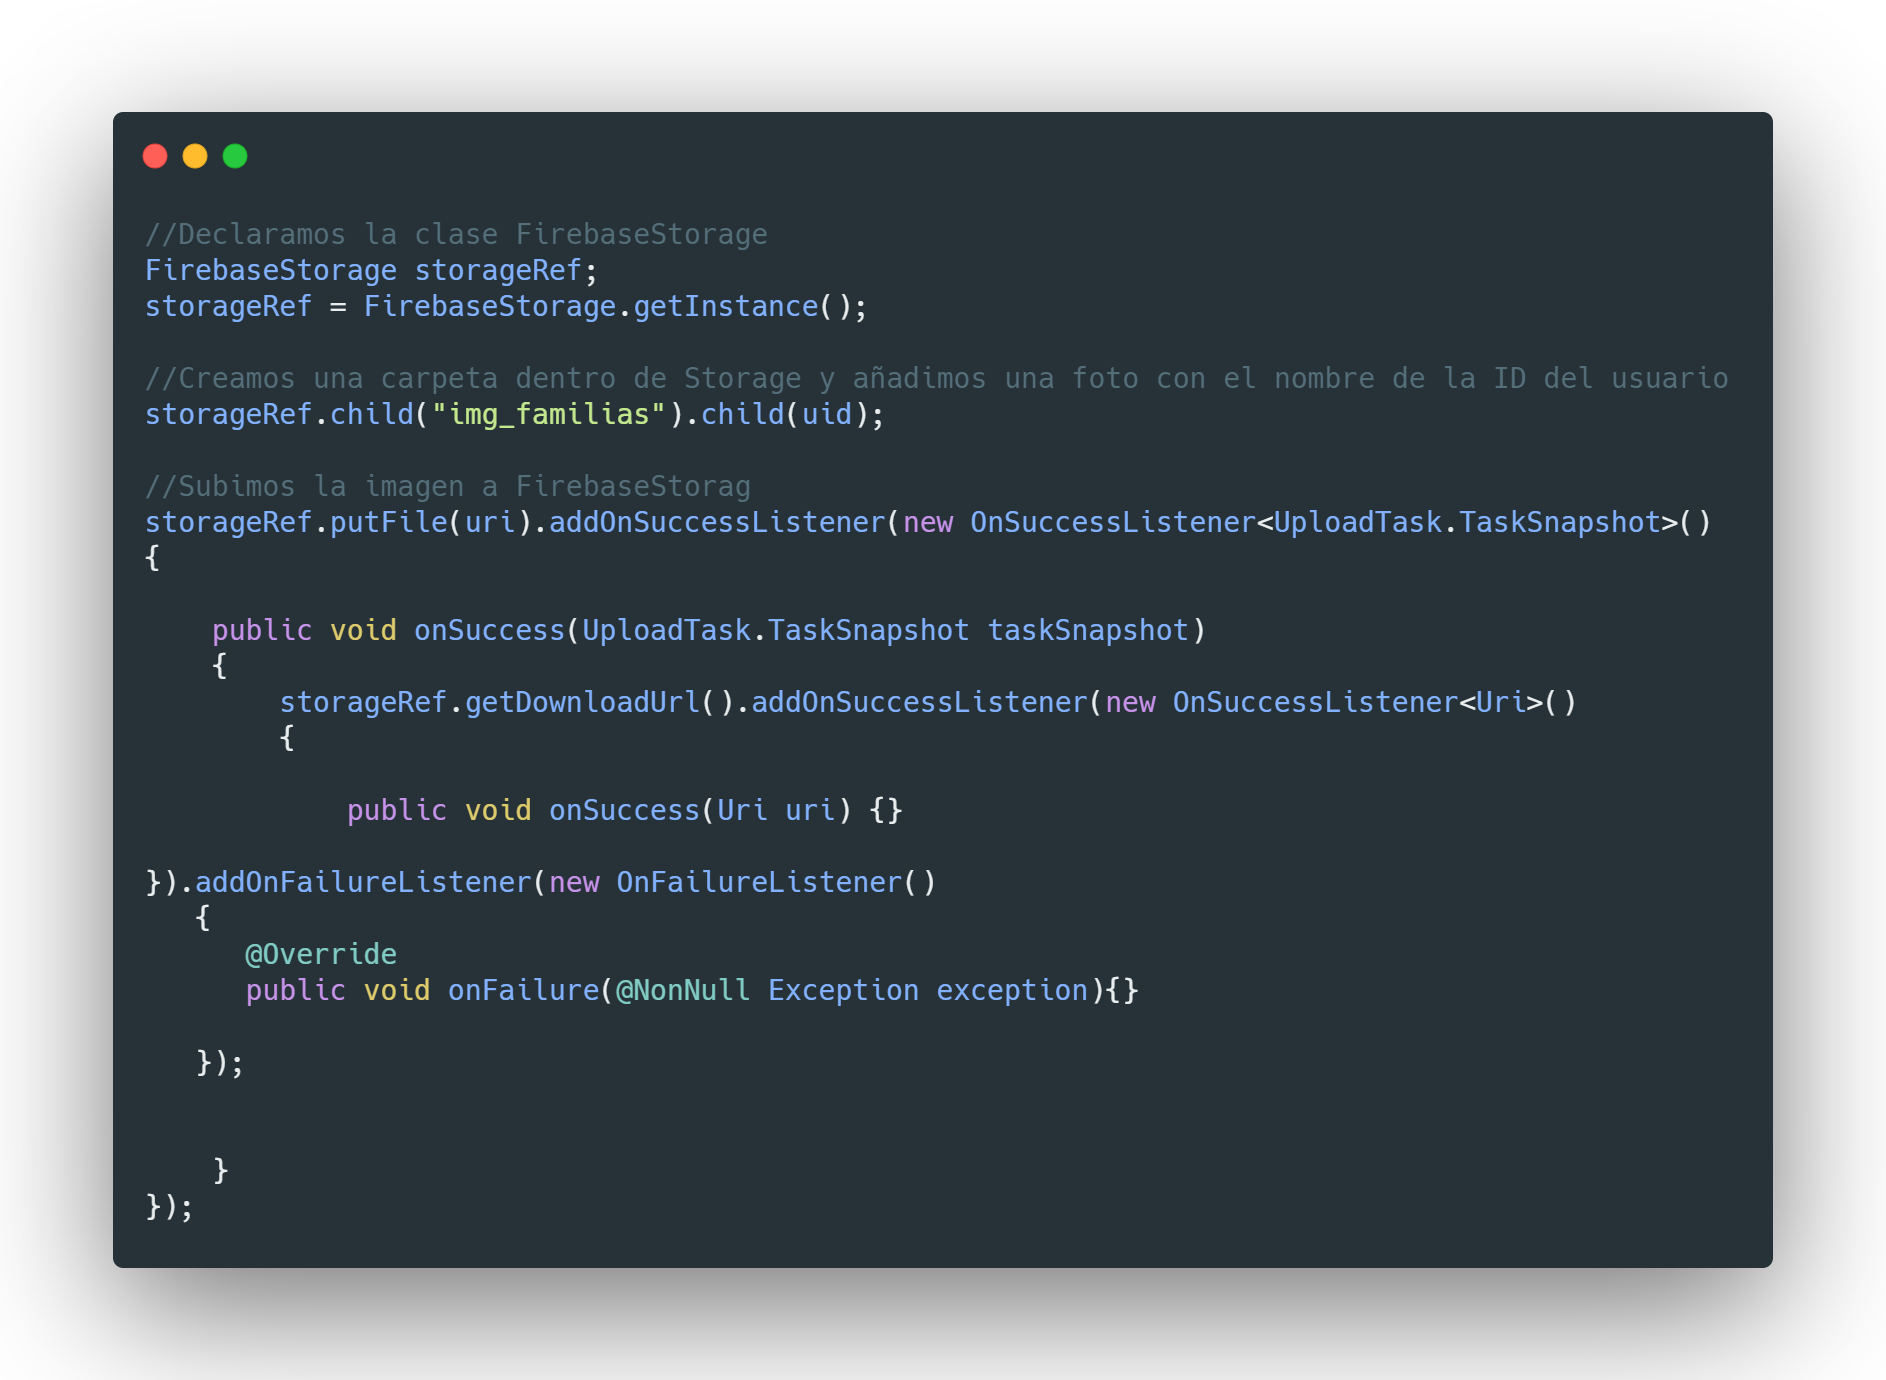 //Declaramos la clase FirebaseStorage
FirebaseStorage storageRef;
storageRef = FirebaseStorage.getInstance();
//Creamos una carpeta dentro de Storage y añadimos una foto con el nombre de la ID del usuario
storageRef.child("img_familias").child(uid);
//Subimos la imagen a FirebaseStorag
storageRef.putFile(uri).addOnSuccessListener(new OnSuccessListener<UploadTask.TaskSnapshot>()
{
public void onSuccess(UploadTask.TaskSnapshot taskSnapshot)
{
storageRef.getDownloadUrl().addOnSuccessListener(new OnSuccessListener<Uri>()
{
public void onSuccess(Uri uri) {}
}).addOnFailureListener(new OnFailureListener()
{
@Override
public void onFailure(@NonNull Exception exception){}
});
}
});